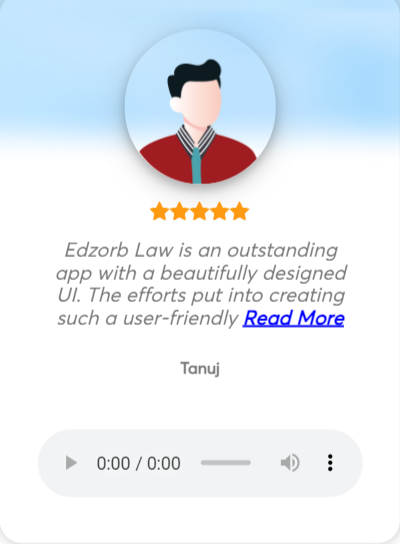 Edzorb Law is an outstanding
app with a beautifully designed
UI. The efforts put into creating
such a user-friendly Read More
Tanuj
0:00 / 0:00